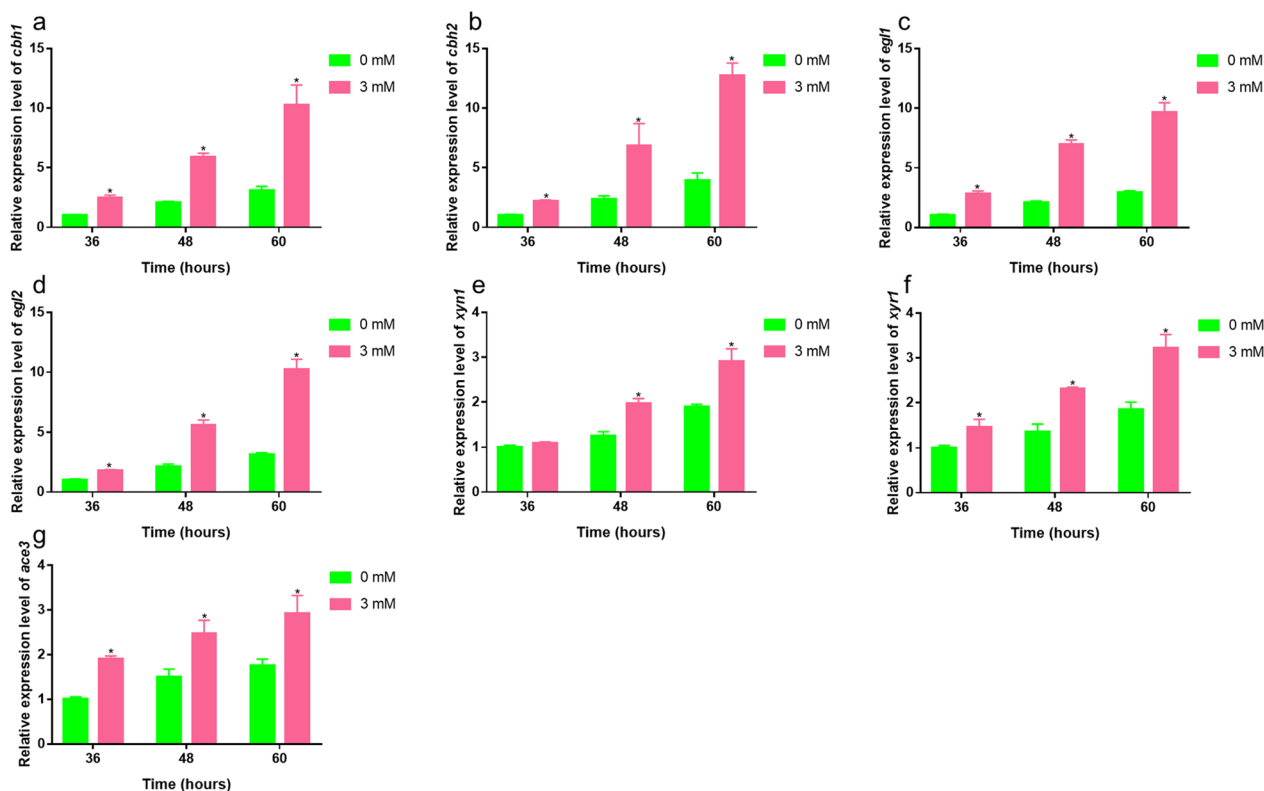 a
Relative expression level of cbh1
15
10
5
0
36
48
60
Time (hours)
0 mM
3 mM
*
*
*
b
Relative expression level of cbh2
15
10
5
0
36
48
60
Time (hours)
0 mM
3 mM
*
*
*
c
Relative expression level of egl1
15
10
5
0
36
48
60
Time (hours)
0 mM
3 mM
*
*
*
d
Relative expression level of egl2
15
10
5
0
36
48
60
Time (hours)
0 mM
3 mM
*
*
*
e
Relative expression level of xyn1
4
3
2
1
0
36
48
60
Time (hours)
0 mM
3 mM
*
*
f
Relative expression level of xyr1
4
3
2
1
0
36
48
60
Time (hours)
0 mM
3 mM
*
*
*
g
Relative expression level of ace3
4
3
2
1
0
36
48
60
Time (hours)
0 mM
3 mM
*
*
*